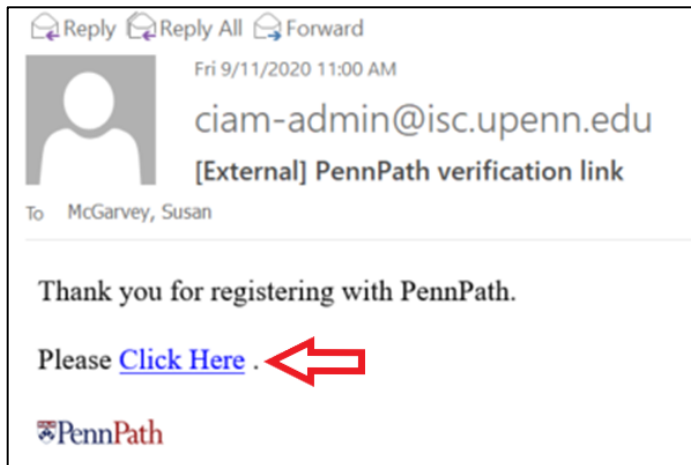 Reply Reply All Forward
Fri 9/11/2020 11:00 AM
ciam-admin@isc.upenn.edu
[External] PennPath verification link
To McGarvey, Susan
Thank you for registering with PennPath.
Please Click Here .
PennPath